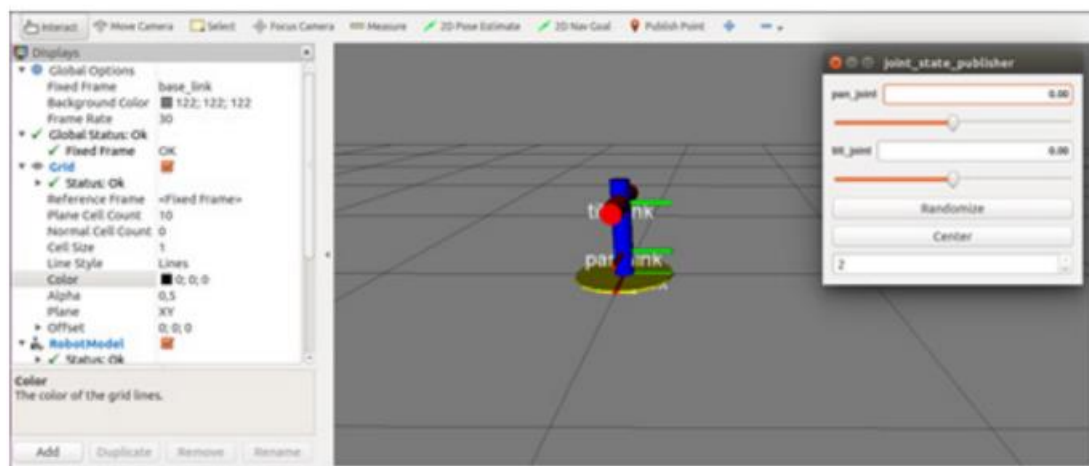 Interact Move Camera Select Focus Camera Measure 2D Pose Estimate 2D Nav Goal Publish Point
Displays
Global Options
Fixed Frame base_link
Background Color 122; 122; 122
Frame Rate 30
Global Status: Ok
Fixed Frame OK
Grid
Status: Ok
Reference Frame <Fixed Frame>
Plane Cell Count 10
Normal Cell Count 0
Cell Size 1
Line Style Lines
Color 0; 0; 0
Alpha 0,5
Plane XY
Offset 0; 0; 0
RobotModel
Status: Ok
Color
The color of the grid lines.
Add Duplicate Remove Rename
joint_state_publisher
pan_joint 0.00
tilt_joint 0.00
Randomize
Center
2